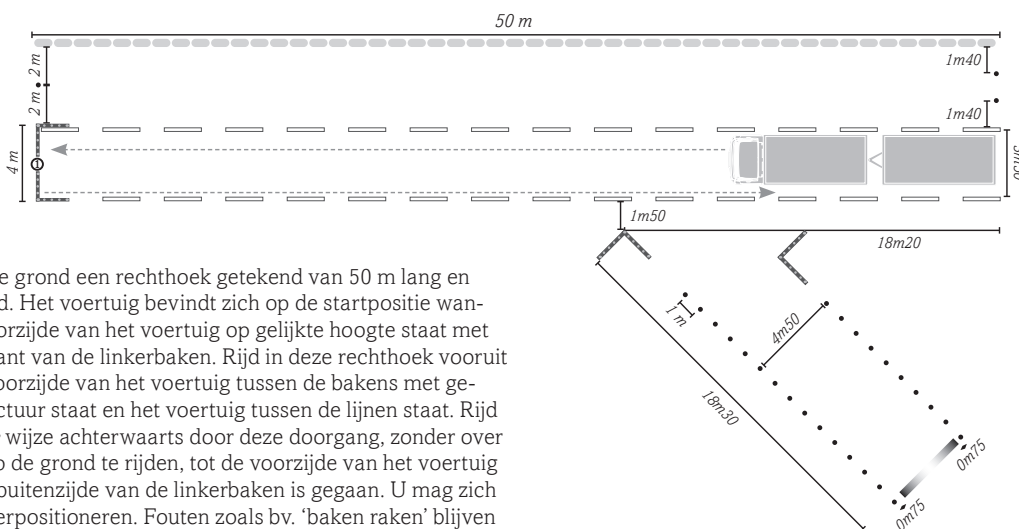 50 m
2 m
2 m
4 m
1
1m40
1m40
1m50
18m20
e grond een rechthoek getekend van 50 m lang en
d. Het voertuig bevindt zich op de startpositie wan-
orzijde van het voertuig op gelijkte hoogte staat met
ant van de linkerbaken. Rijd in deze rechthoek vooruit
oorzijde van het voertuig tussen de bakens met ge-
ctuur staat en het voertuig tussen de lijnen staat. Rijd
wijze achterwaarts door deze doorgang, zonder over
o de grond te rijden, tot de voorzijde van het voertuig
buitenzijde van de linkerbaken is gegaan. U mag zich
erpositioneren. Fouten zoals bv. ‘baken raken’ blijven
1 m
4m50
18m30
0m75
0m75